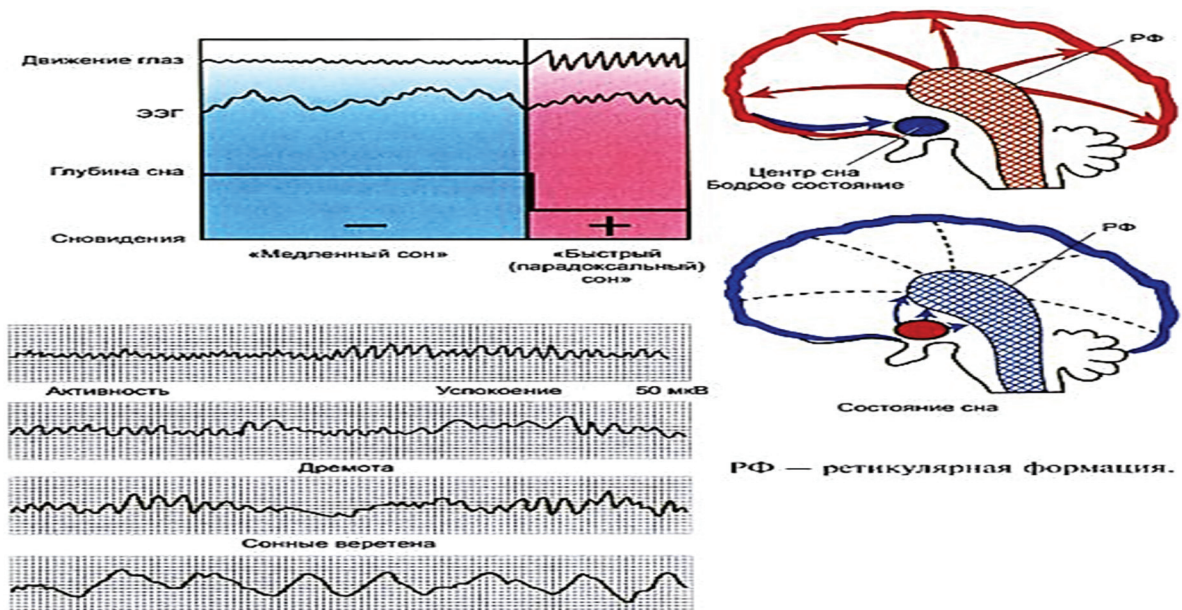 Движение глаз
ЭЭГ
Глубина сна
Сновидения
«Медленный сон»
«Быстрый
(парадоксальный)
сон»
РФ
Центр сна
Бодрое состояние
РФ
Состояние сна
РФ — ретикулярная формация.
Активность
Успокоение
50 мкВ
Дремота
Сонные веретена